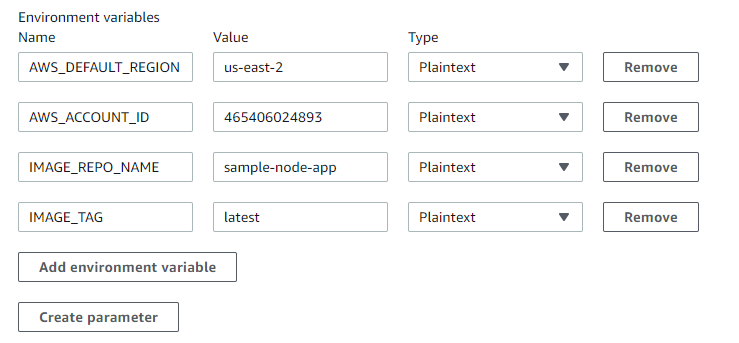 Environment variables
Name Value Type
AWS_DEFAULT_REGION us-east-2 Plaintext Remove
AWS_ACCOUNT_ID 465406024893 Plaintext Remove
IMAGE_REPO_NAME sample-node-app Plaintext Remove
IMAGE_TAG latest Plaintext Remove
Add environment variable
Create parameter